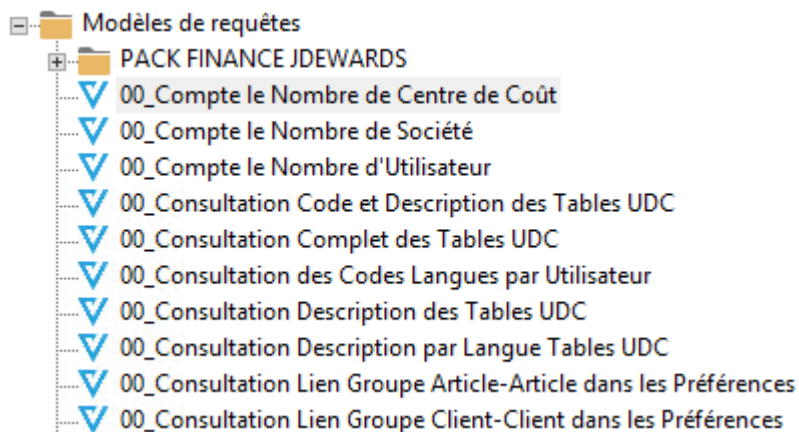 Modèles de requêtes
PACK FINANCE JDEWARDS
00_Compte le Nombre de Centre de Coût
00_Compte le Nombre de Société
00_Compte le Nombre d'Utilisateur
00_Consultation Code et Description des Tables UDC
00_Consultation Complet des Tables UDC
00_Consultation des Codes Langues par Utilisateur
00_Consultation Description des Tables UDC
00_Consultation Description par Langue Tables UDC
00_Consultation Lien Groupe Article-Article dans les Préférences
00_Consultation Lien Groupe Client-Client dans les Préférences